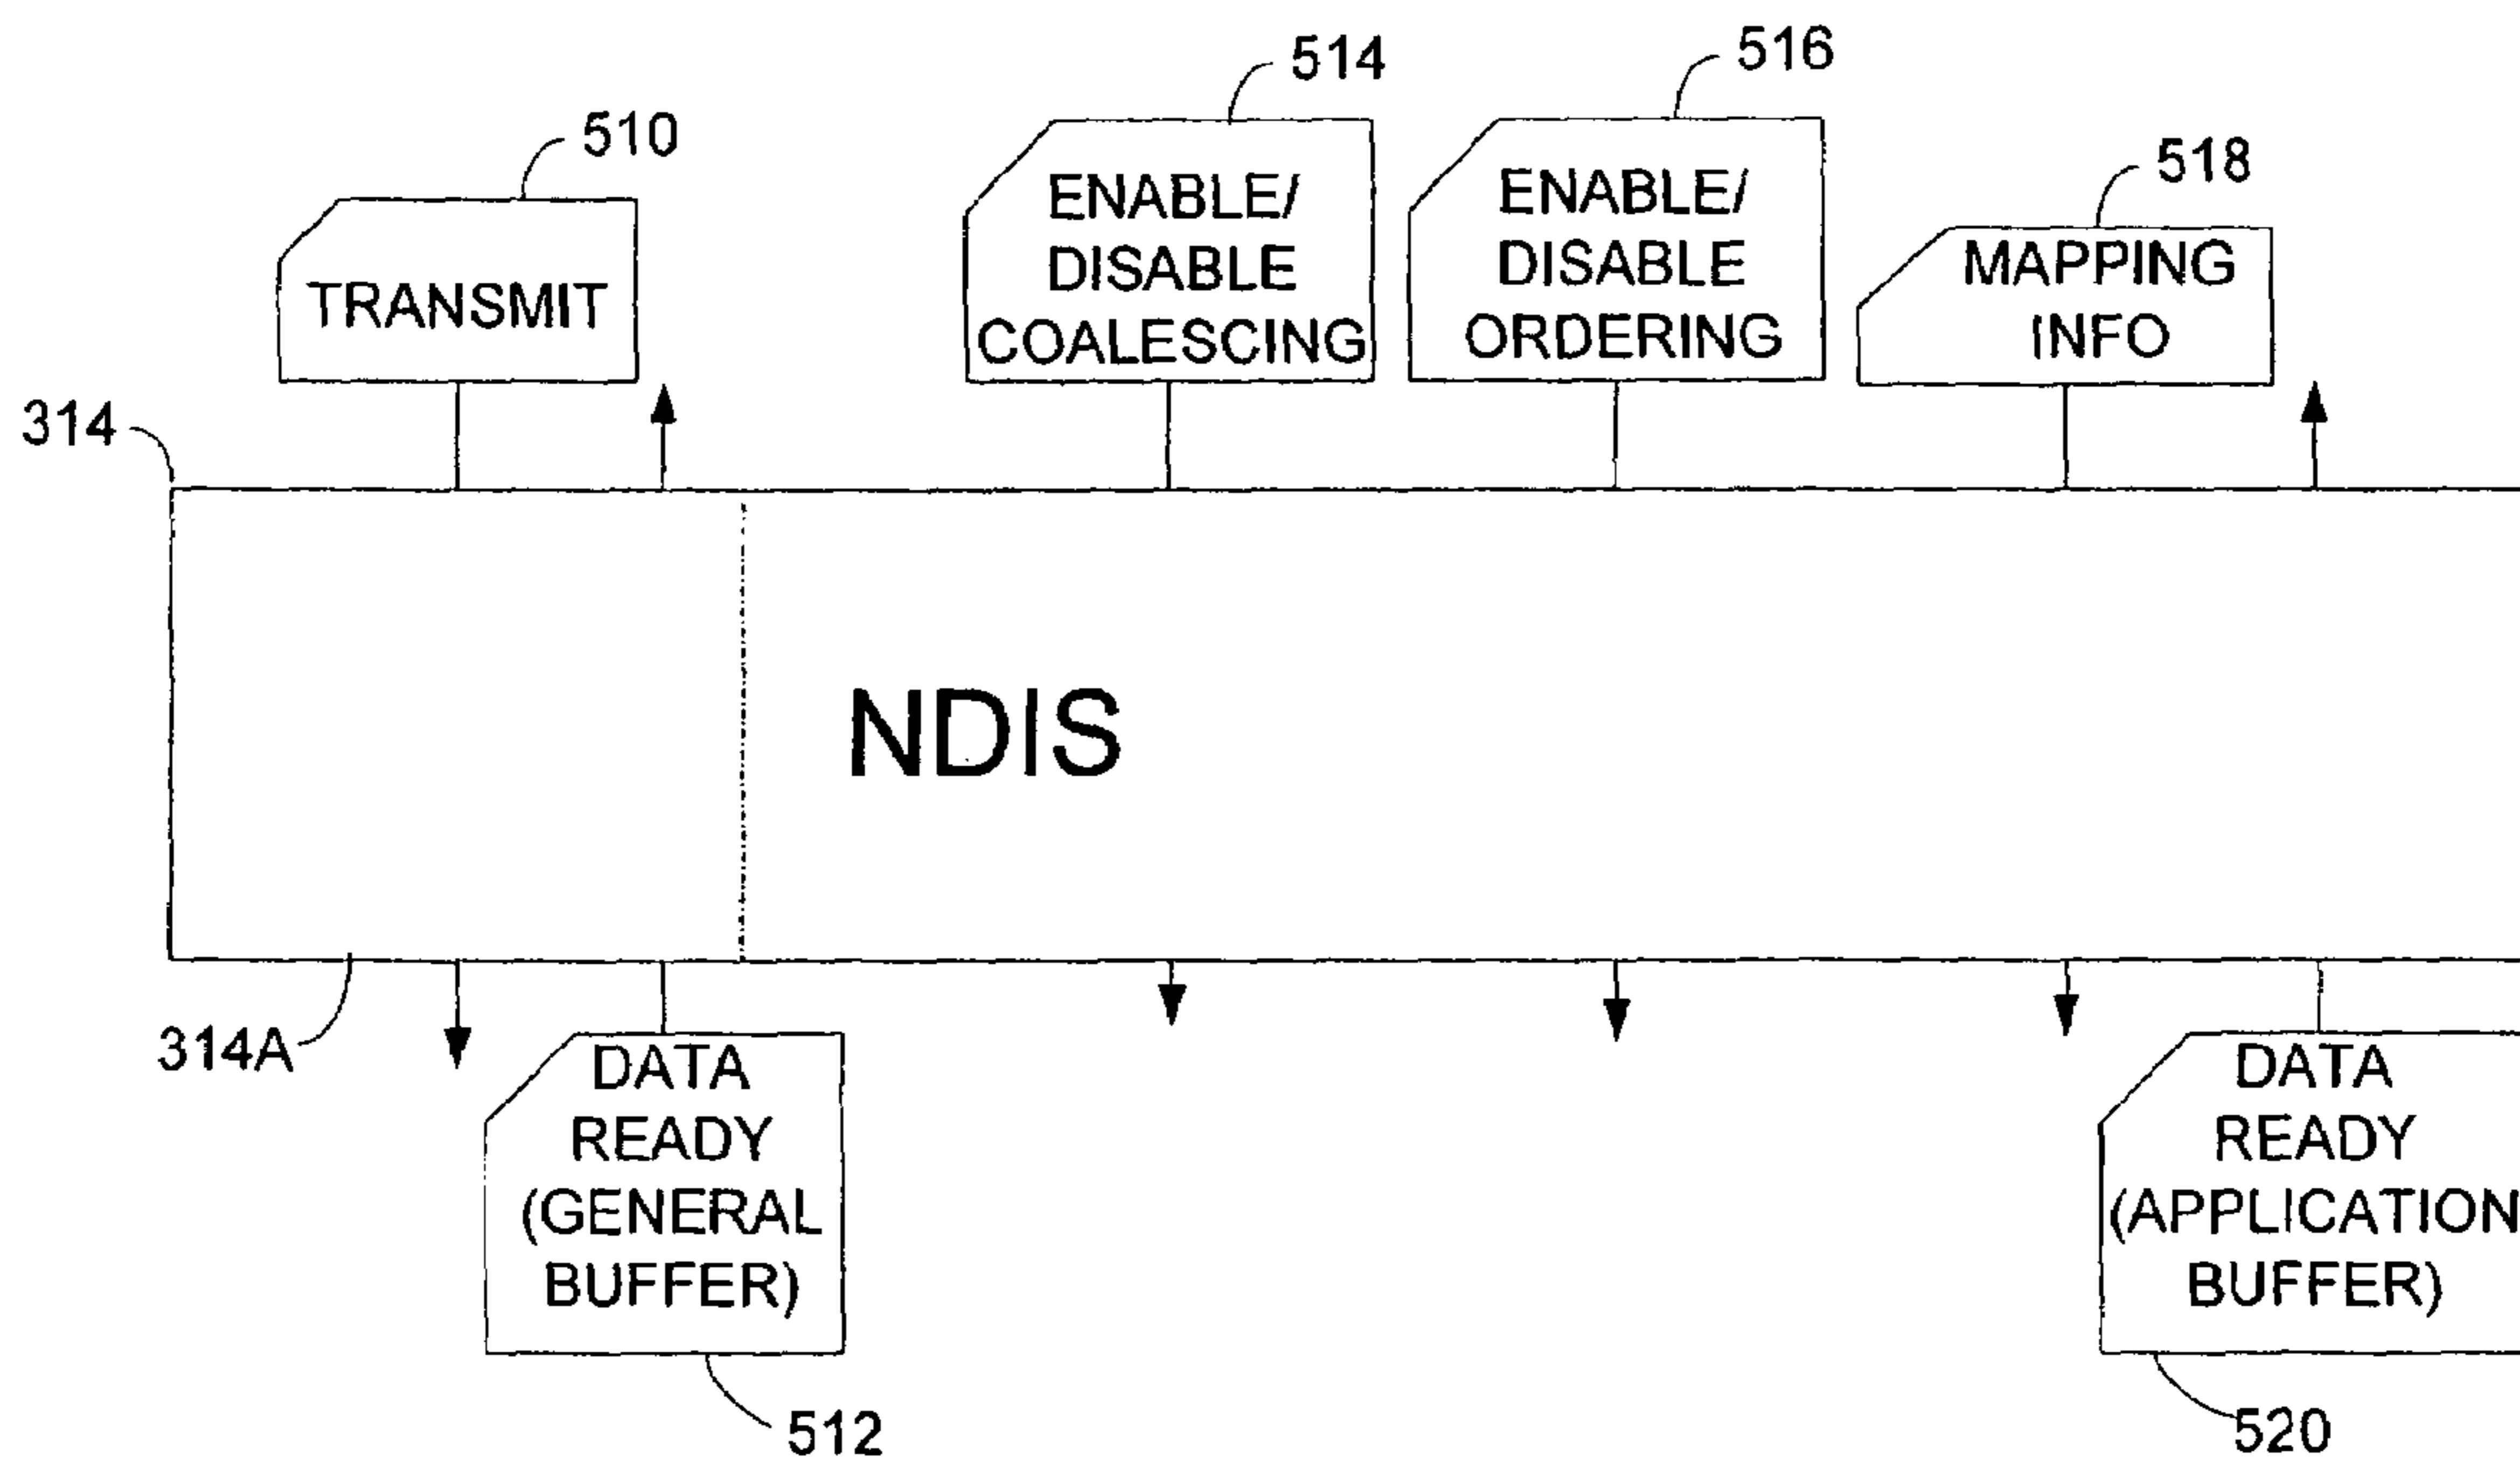 514
516
510
518
ENABLE/
DISABLE
COALESCING
ENABLE/
DISABLE
ORDERING
MAPPING
INFO
TRANSMIT
314
NDIS
314A
DATA
READY
(GENERAL
BUFFER)
DATA
READY
(APPLICATION
BUFFER)
512
520